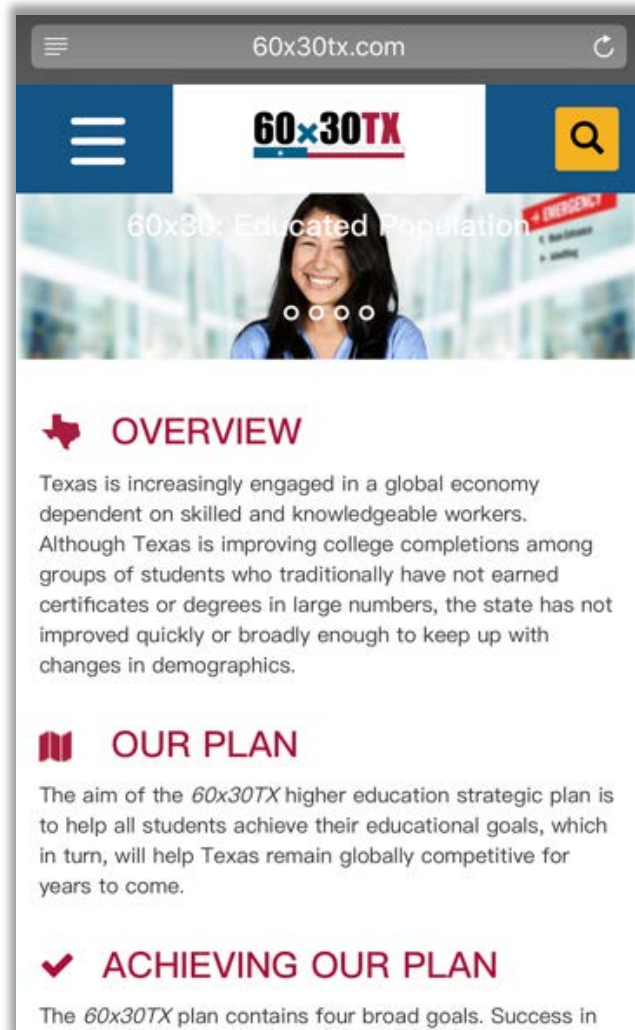 60x30tx.com
60×30TX
60x30: Educated Population
EMERGENCY
Main Entrance
Admitting
OVERVIEW
Texas is increasingly engaged in a global economy
dependent on skilled and knowledgeable workers.
Although Texas is improving college completions among
groups of students who traditionally have not earned
certificates or degrees in large numbers, the state has not
improved quickly or broadly enough to keep up with
changes in demographics.
OUR PLAN
The aim of the 60x30TX higher education strategic plan is
to help all students achieve their educational goals, which
in turn, will help Texas remain globally competitive for
years to come.
ACHIEVING OUR PLAN
The 60x30TX plan contains four broad goals. Success in